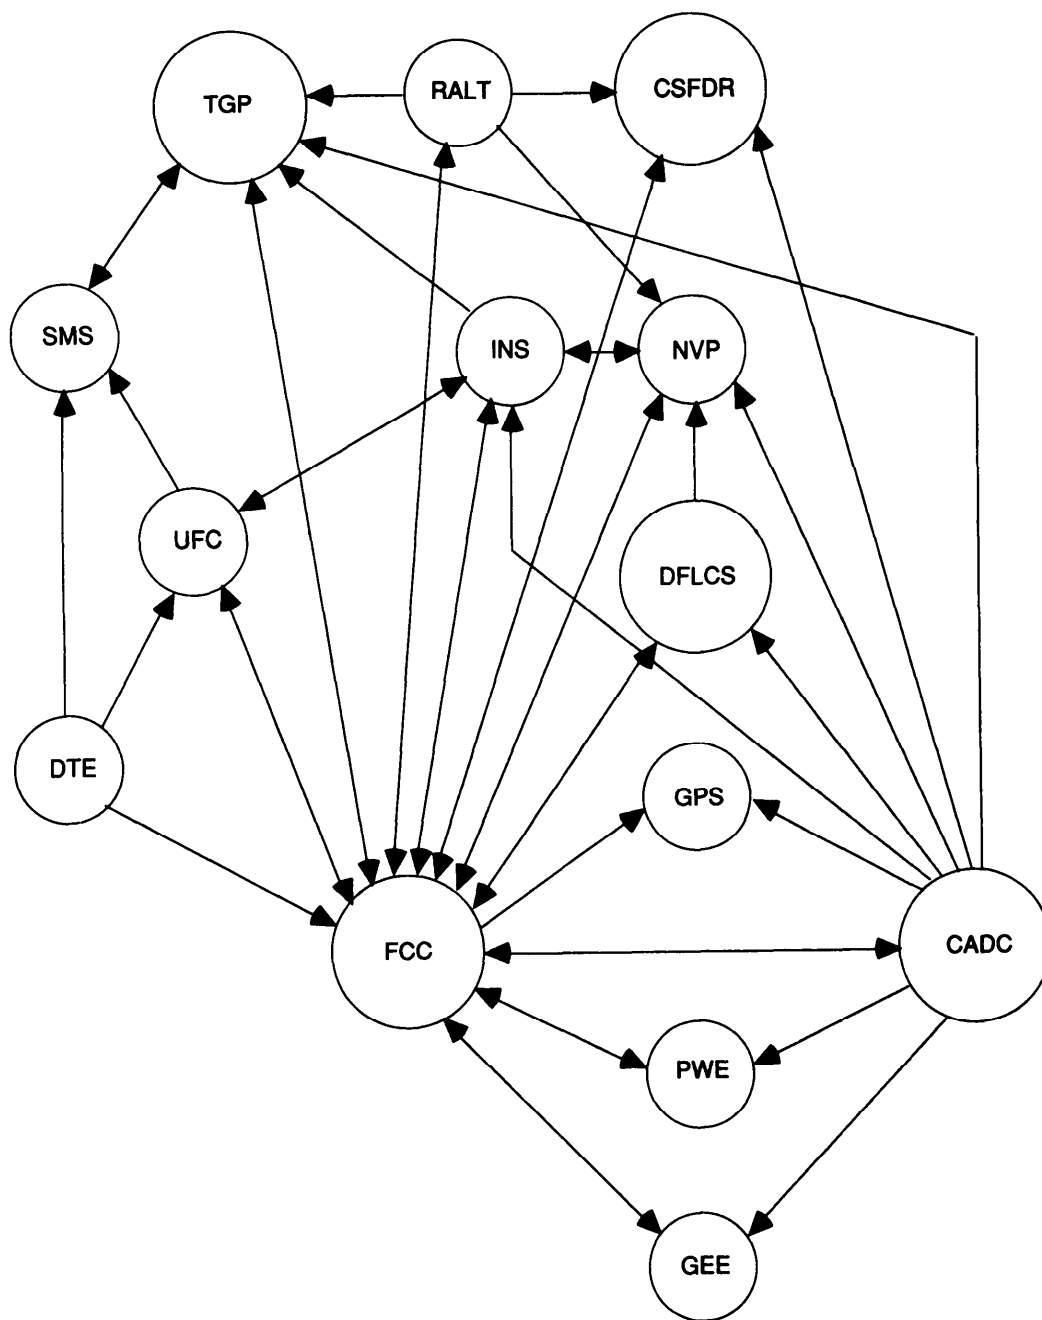 TGP
RALT
CSFDR
SMS
INS
NVP
UFC
DFLCS
DTE
GPS
FCC
CADC
PWE
GEE